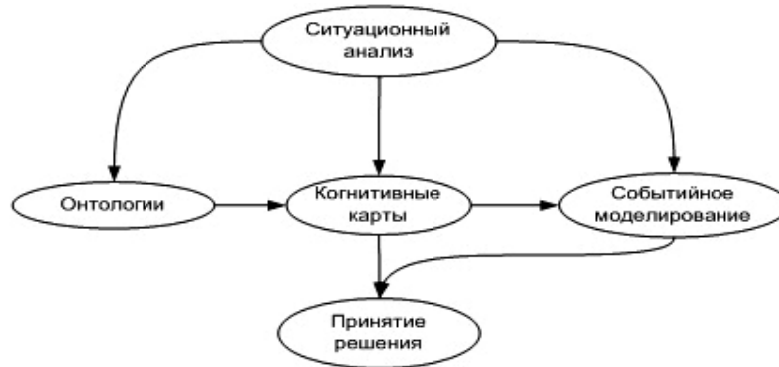 Ситуационный
анализ
Онтологии
Когнитивные
карты
Событийное
моделирование
Принятие
решения